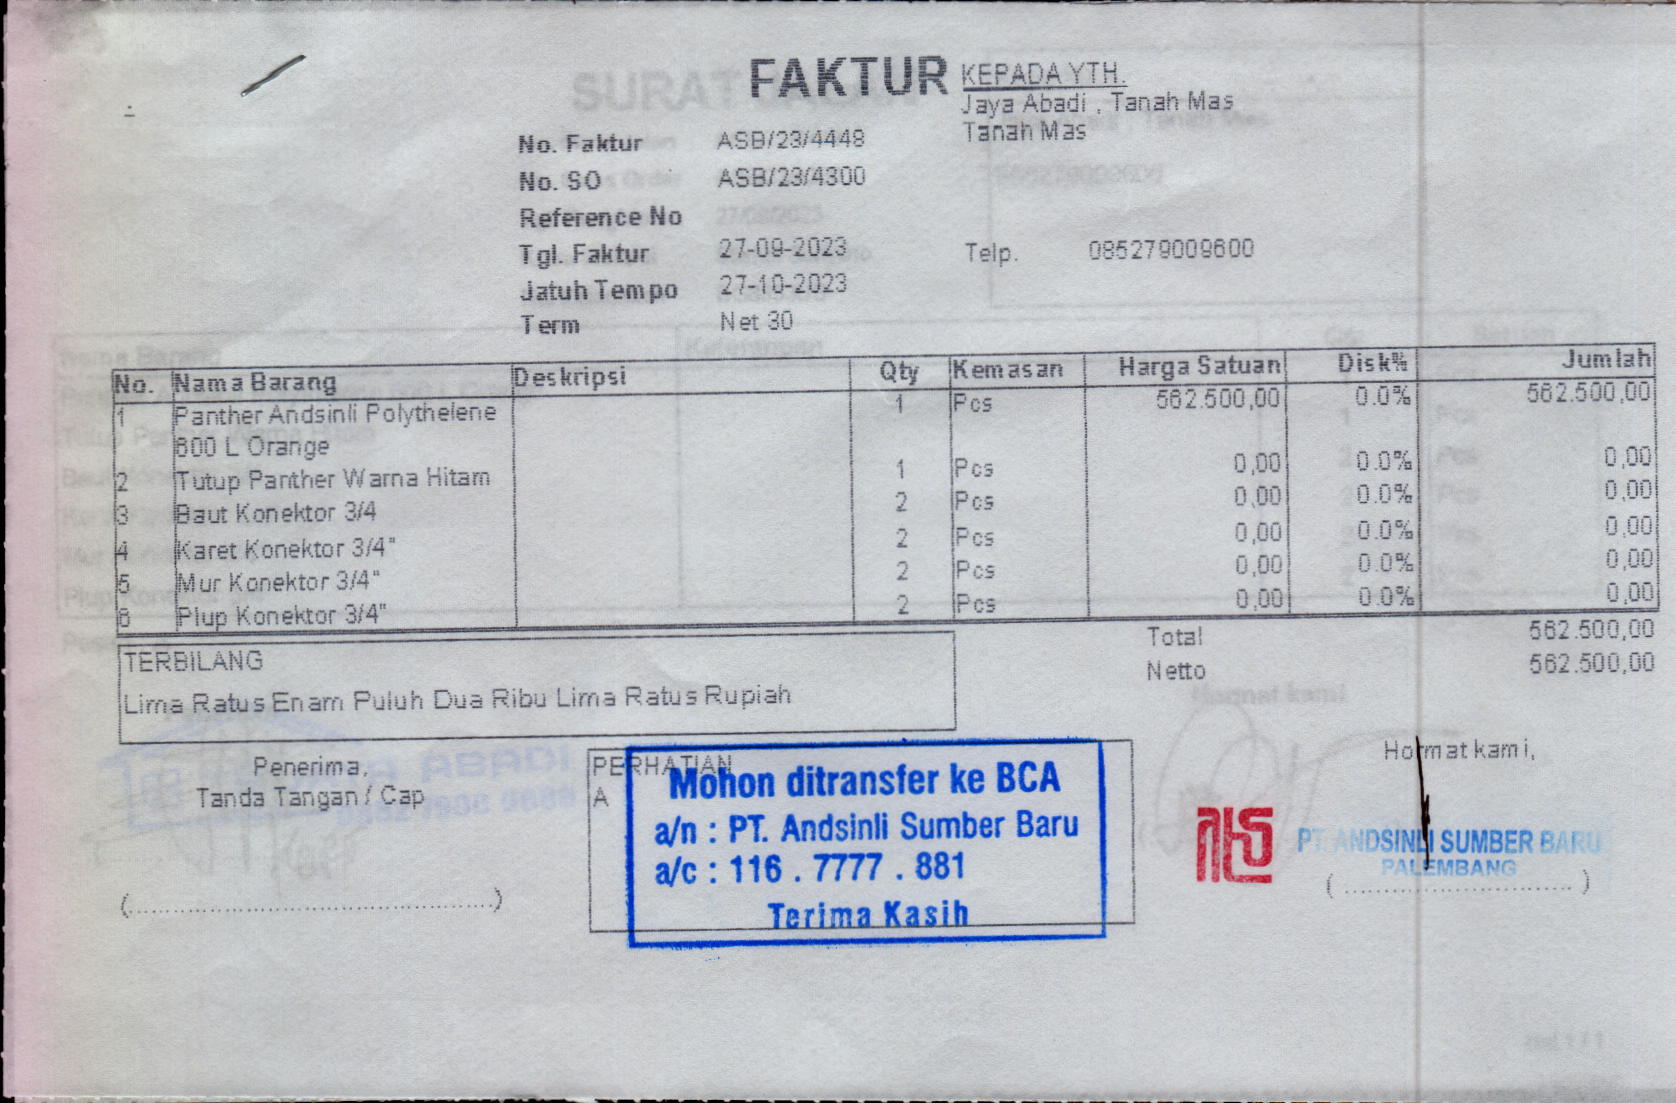 FAKTUR
KEPADA YTH.
Jaya Abadi , Tanah Mas
Tanah Mas
No. Faktur ASB/23/4448
No. SO ASB/23/4300
Reference No
Tgl. Faktur 27-09-2023 Telp. 085279009600
Jatuh Tempo 27-10-2023
Term Net 30
No. Nama Barang Deskripsi Qty Kemasan Harga Satuan Disk% Jumlah
1 Panther Andsinli Polythelene 1 Pcs 562.500,00 0.0% 562.500,00
600 L Orange
2 Tutup Panther Warna Hitam 1 Pcs 0,00 0.0% 0,00
3 Baut Konektor 3/4 2 Pcs 0,00 0.0% 0,00
4 Karet Konektor 3/4" 2 Pcs 0,00 0.0% 0,00
5 Mur Konektor 3/4" 2 Pcs 0,00 0.0% 0,00
6 Plup Konektor 3/4" 2 Pcs 0,00 0.0% 0,00
Total 562.500,00
Netto 562.500,00
TERBILANG
Lima Ratus Enam Puluh Dua Ribu Lima Ratus Rupiah
Penerima,
Tanda Tangan / Cap
(................................................)
PERHATIAN
A
Mohon ditransfer ke BCA
a/n : PT. Andsinli Sumber Baru
a/c : 116 . 7777 . 881
Terima Kasih
Hormat kami,
PT. ANDSINLI SUMBER BARU
PALEMBANG
( .............................. )